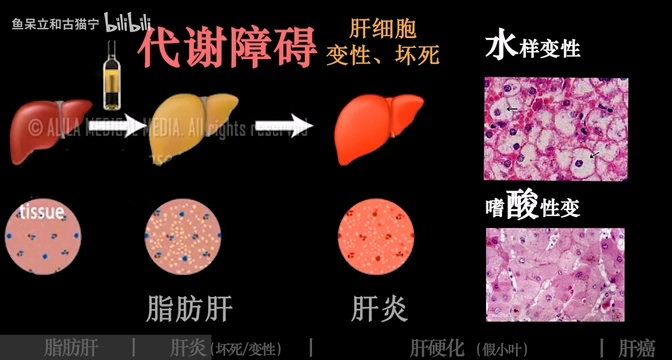 鱼呆立和古猫宁 bilibili
代谢障碍
肝细胞
变性、坏死
水样变性
© ALILA MEDICAL MEDIA. All rights reserved
tissue
嗜酸性变
脂肪肝
肝炎
脂肪肝 | 肝炎(坏死/变性) | 肝硬化(假小叶) | 肝癌